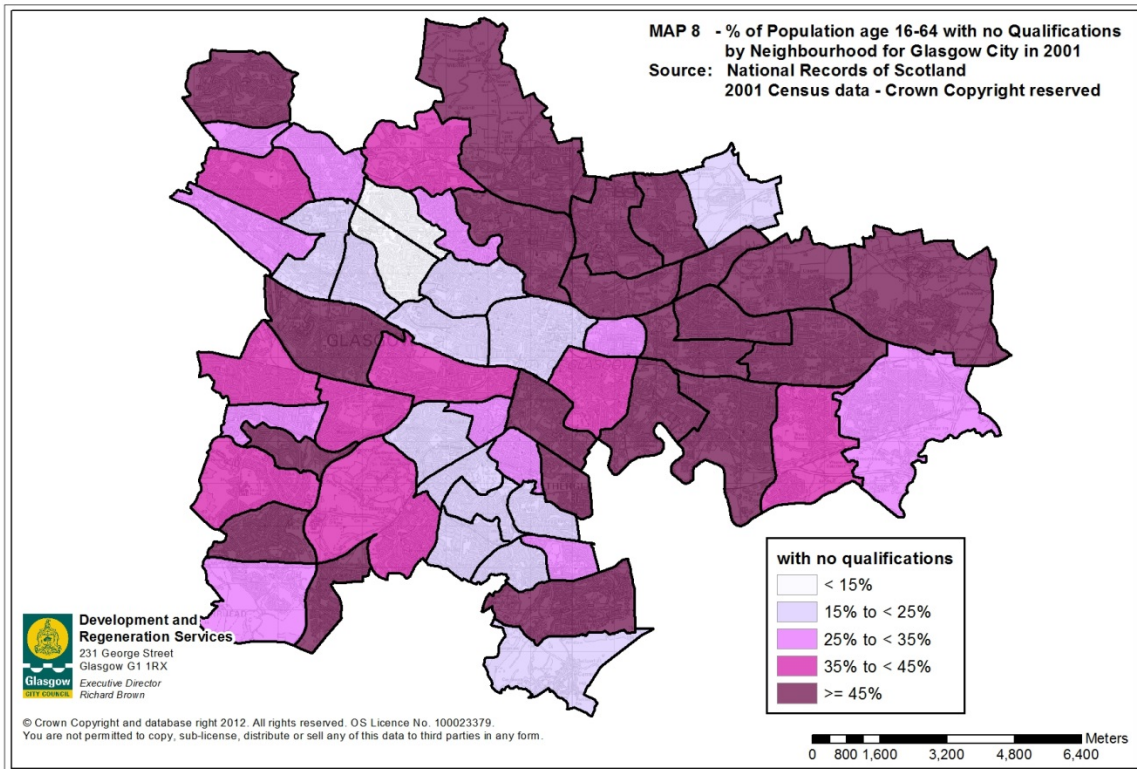 MAP 8 - % of Population age 16-64 with no Qualifications
by Neighbourhood for Glasgow City in 2001
Source: National Records of Scotland
2001 Census data - Crown Copyright reserved
GLASGO
with no qualifications
< 15%
15% to < 25%
25% to < 35%
35% to < 45%
>= 45%
Development and
Regeneration Services
231 George Street
Glasgow G1 1RX
Executive Director
Richard Brown
Glasgow
CITY COUNCIL
© Crown Copyright and database right 2012. All rights reserved. OS Licence No. 100023379.
You are not permitted to copy, sub-license, distribute or sell any of this data to third parties in any form.
Meters
0 800 1,600 3,200 4,800 6,400